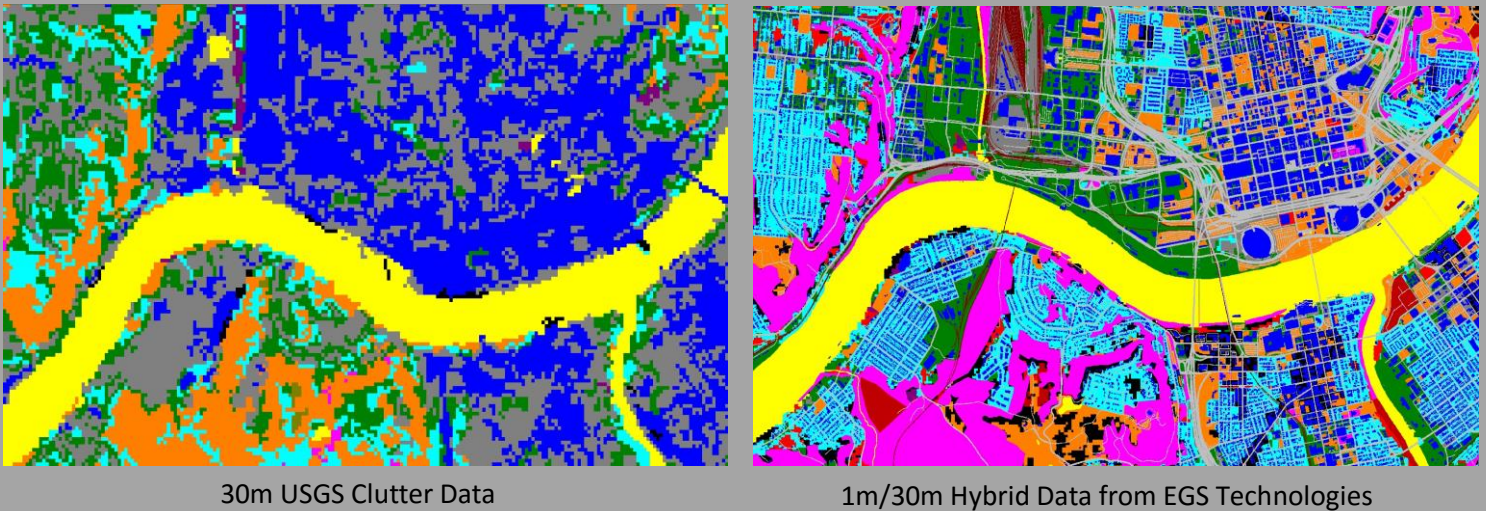 30m USGS Clutter Data
1m/30m Hybrid Data from EGS Technologies